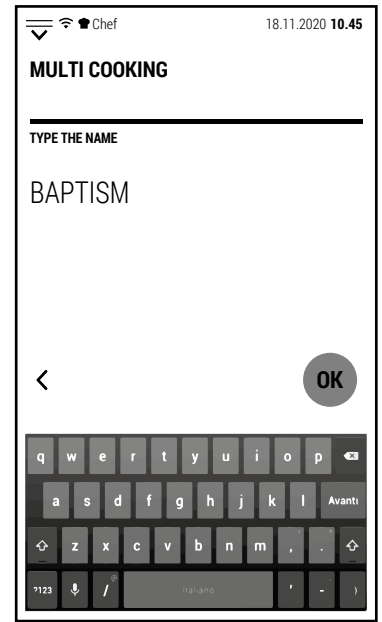 Chef 18.11.2020 10.45
MULTI COOKING
TYPE THE NAME
BAPTISM
OK
q w e r t y u i o p
a s d f g h j k l Avanti
z x c v b n m , .
?123 / @ italiano ' - )